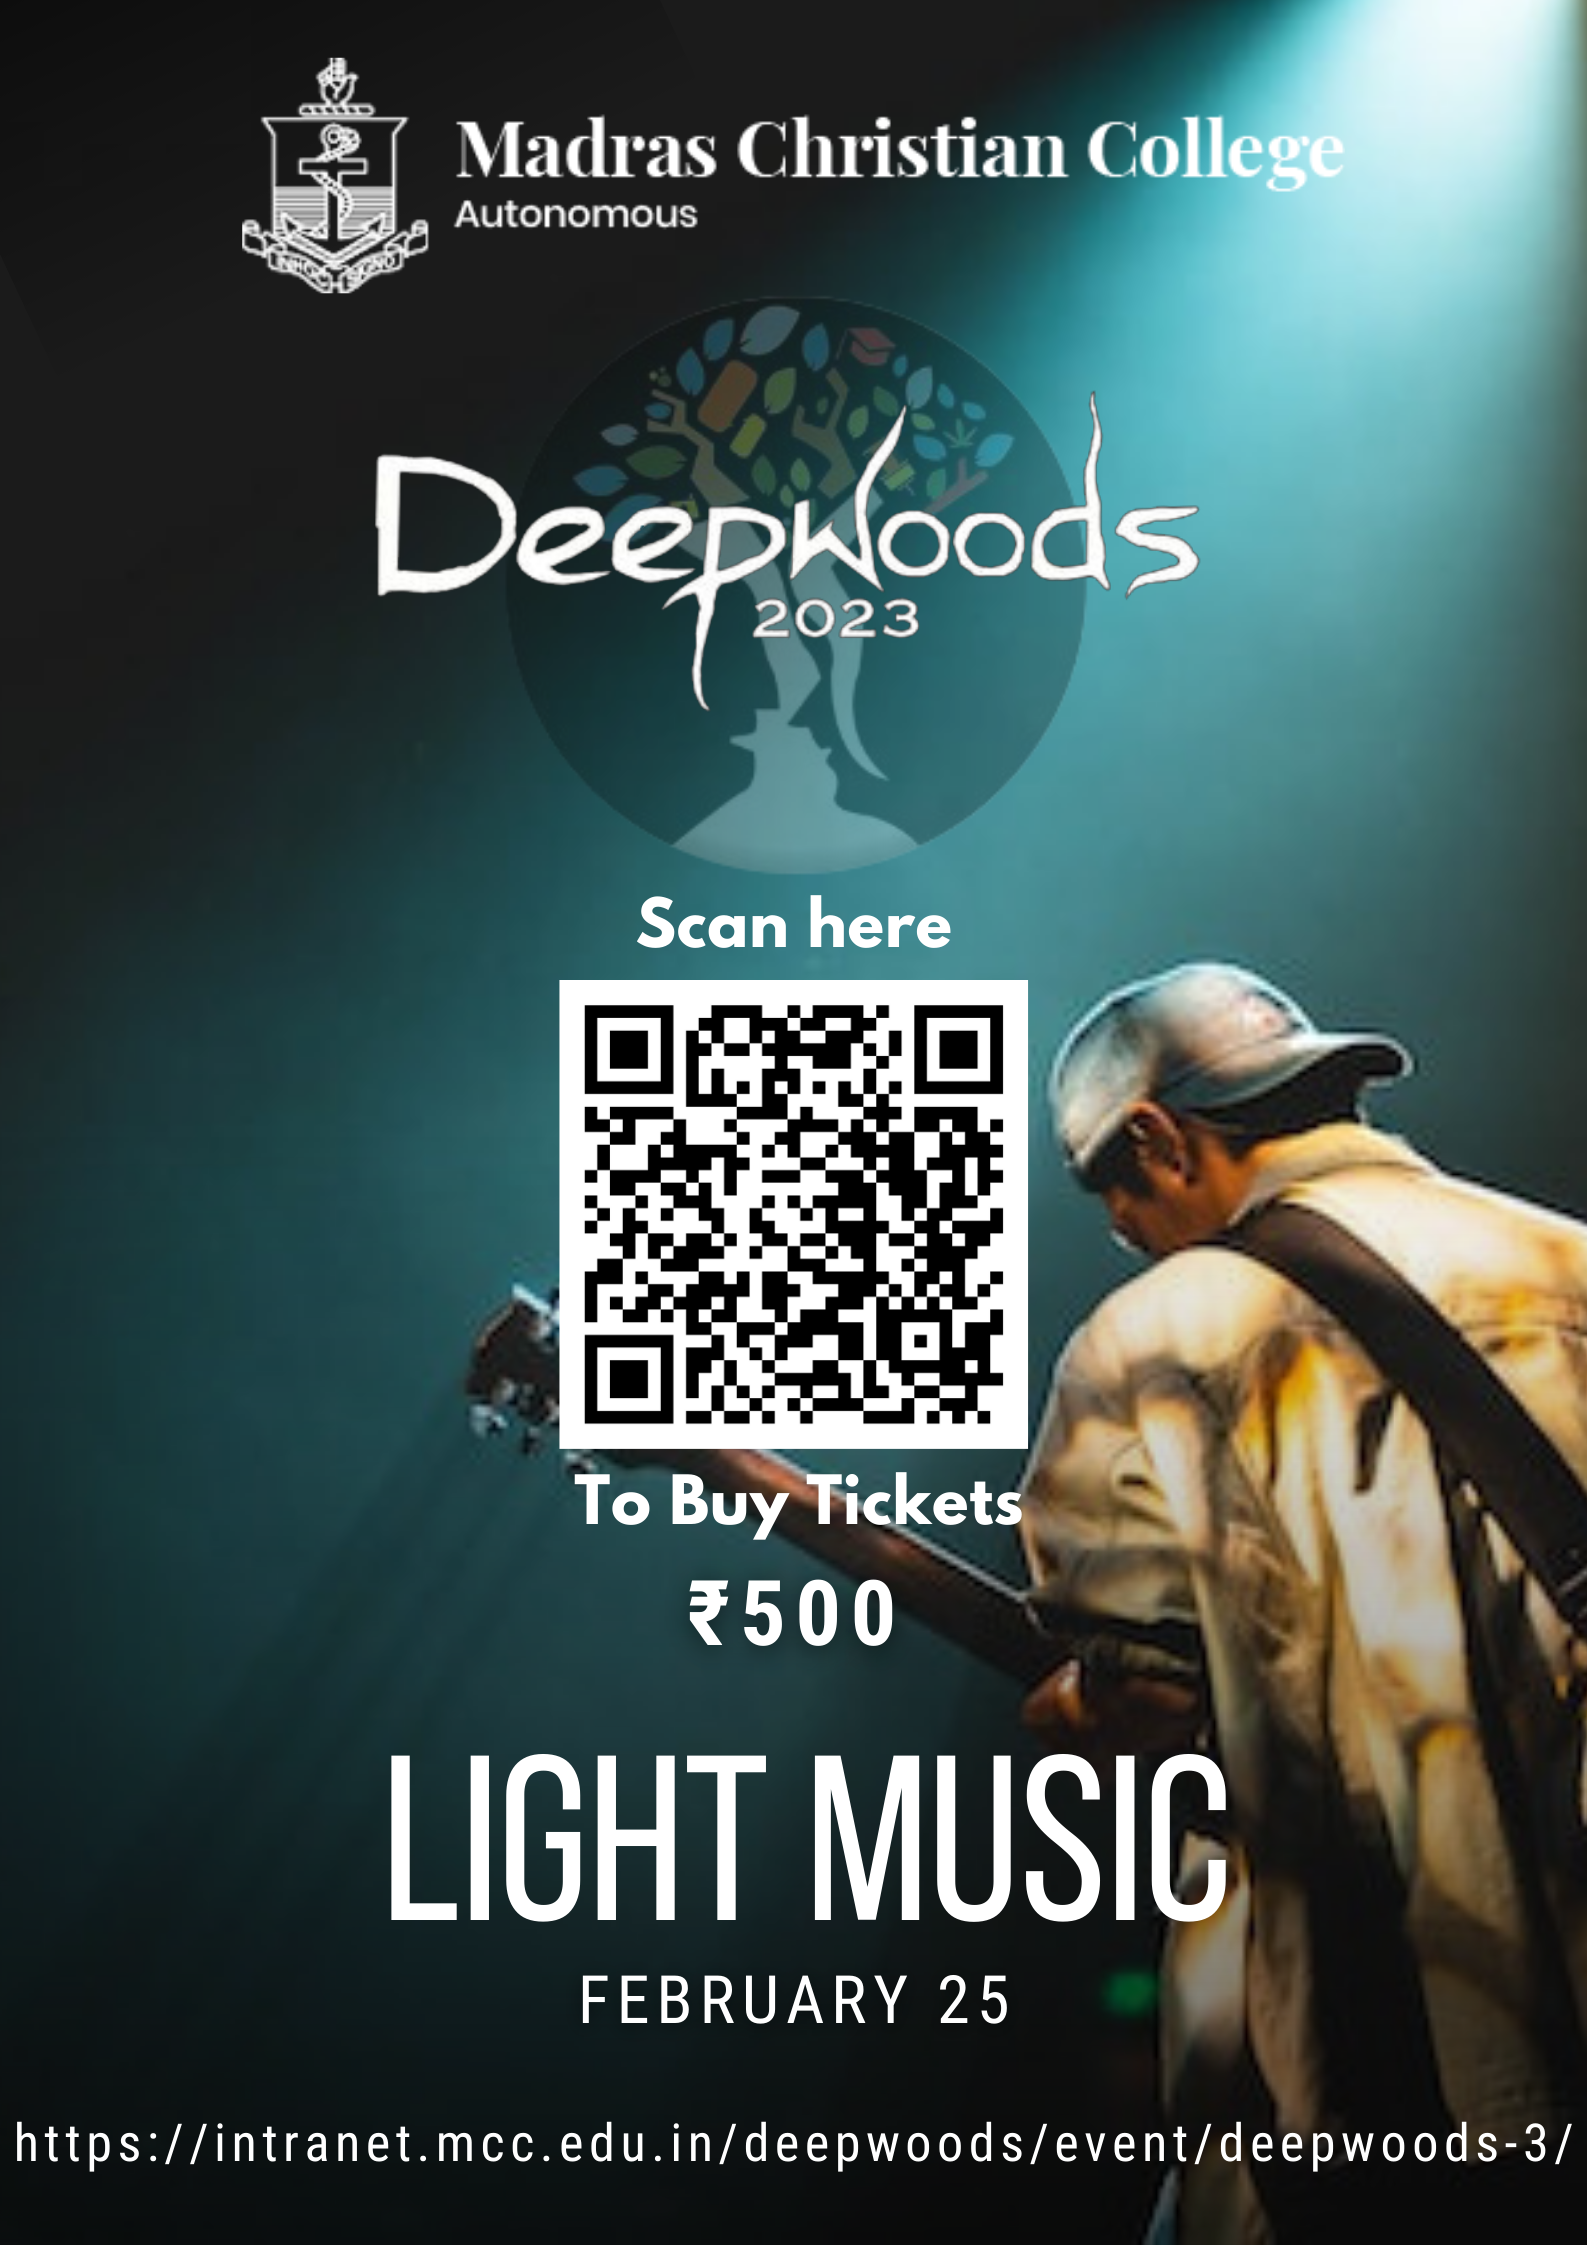 Madras Christian College
Autonomous
Deepwoods
2023
Scan here
To Buy Tickets
₹500
LIGHT MUSIC
FEBRUARY 25
https://intranet.mcc.edu.in/deepwoods/event/deepwoods-3/